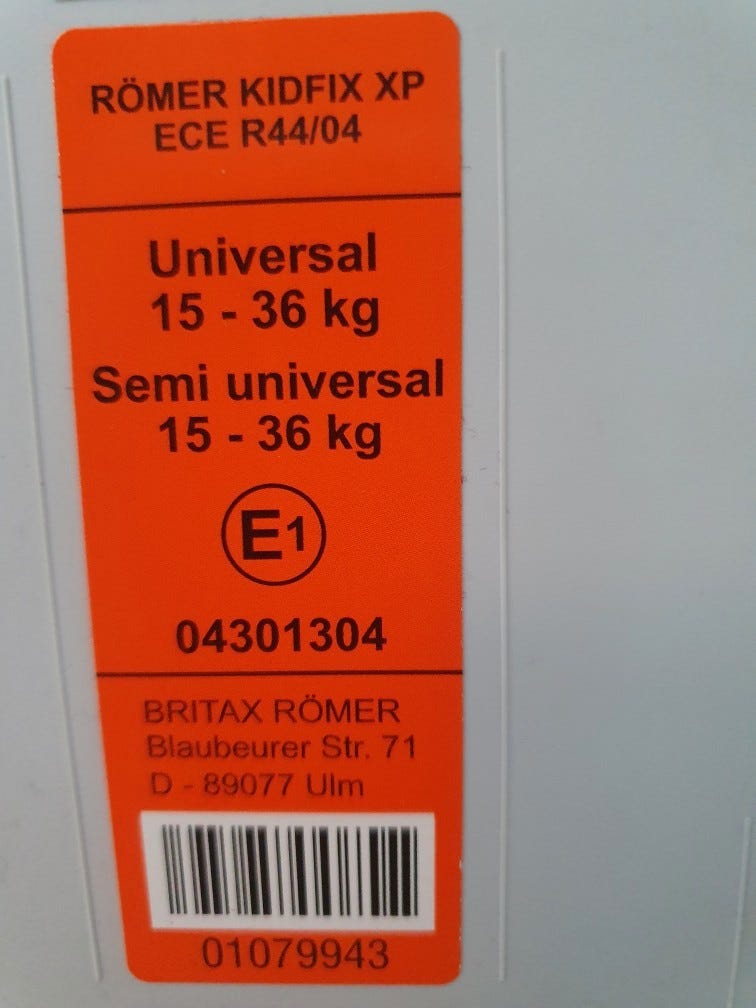 RÖMER KIDFIX XP
ECE R44/04
Universal
15 - 36 kg
Semi universal
15 - 36 kg
E1
04301304
BRITAX RÖMER
Blaubeurer Str. 71
D - 89077 Ulm
01079943